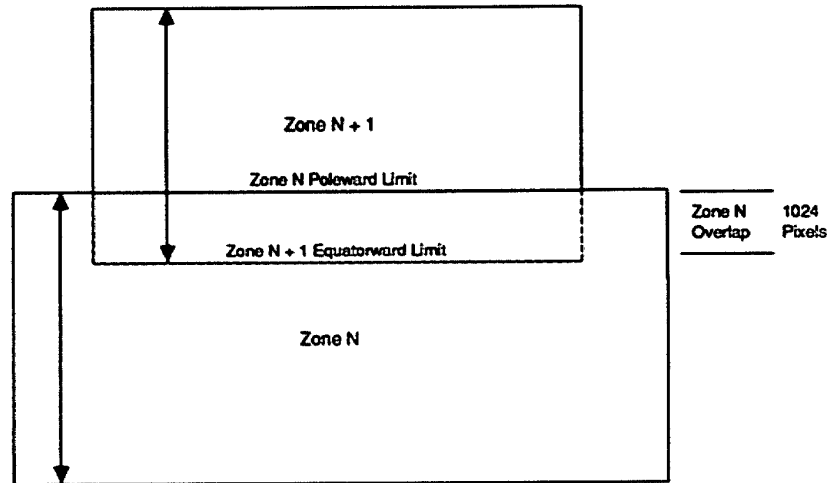 Zone N + 1
Zone N Poleward Limit
Zone N 1024
Overlap Pixels
Zone N + 1 Equatorward Limit
Zone N